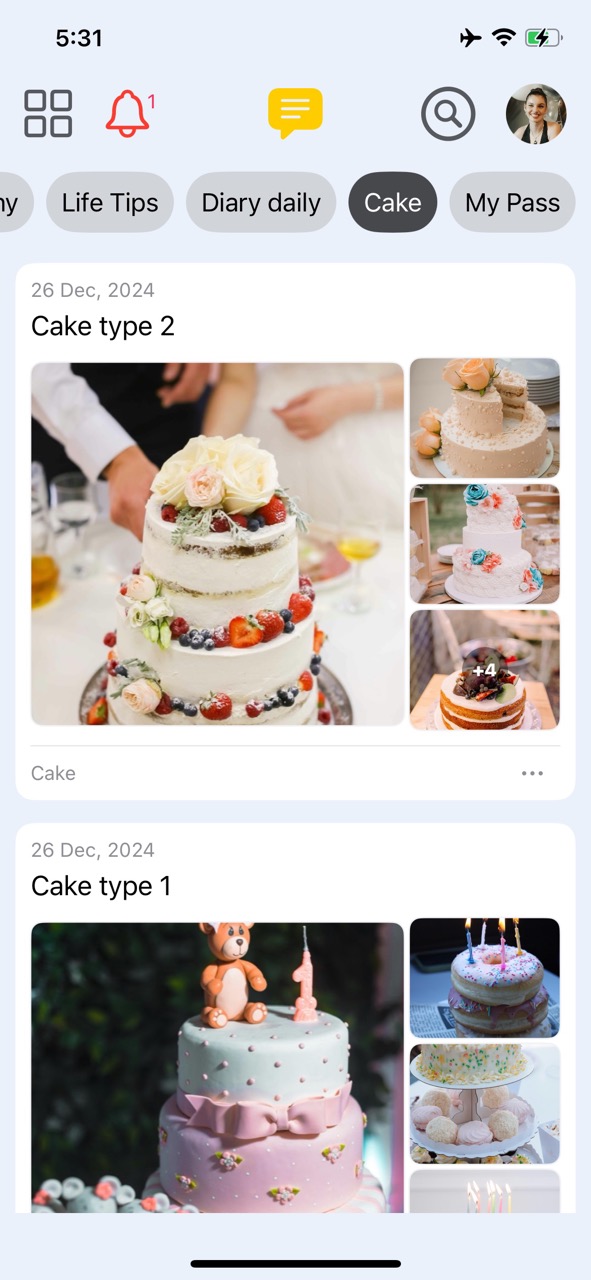 5:31
1
Life Tips
Diary daily
Cake
My Pass
26 Dec, 2024
Cake type 2
+4
Cake
26 Dec, 2024
Cake type 1